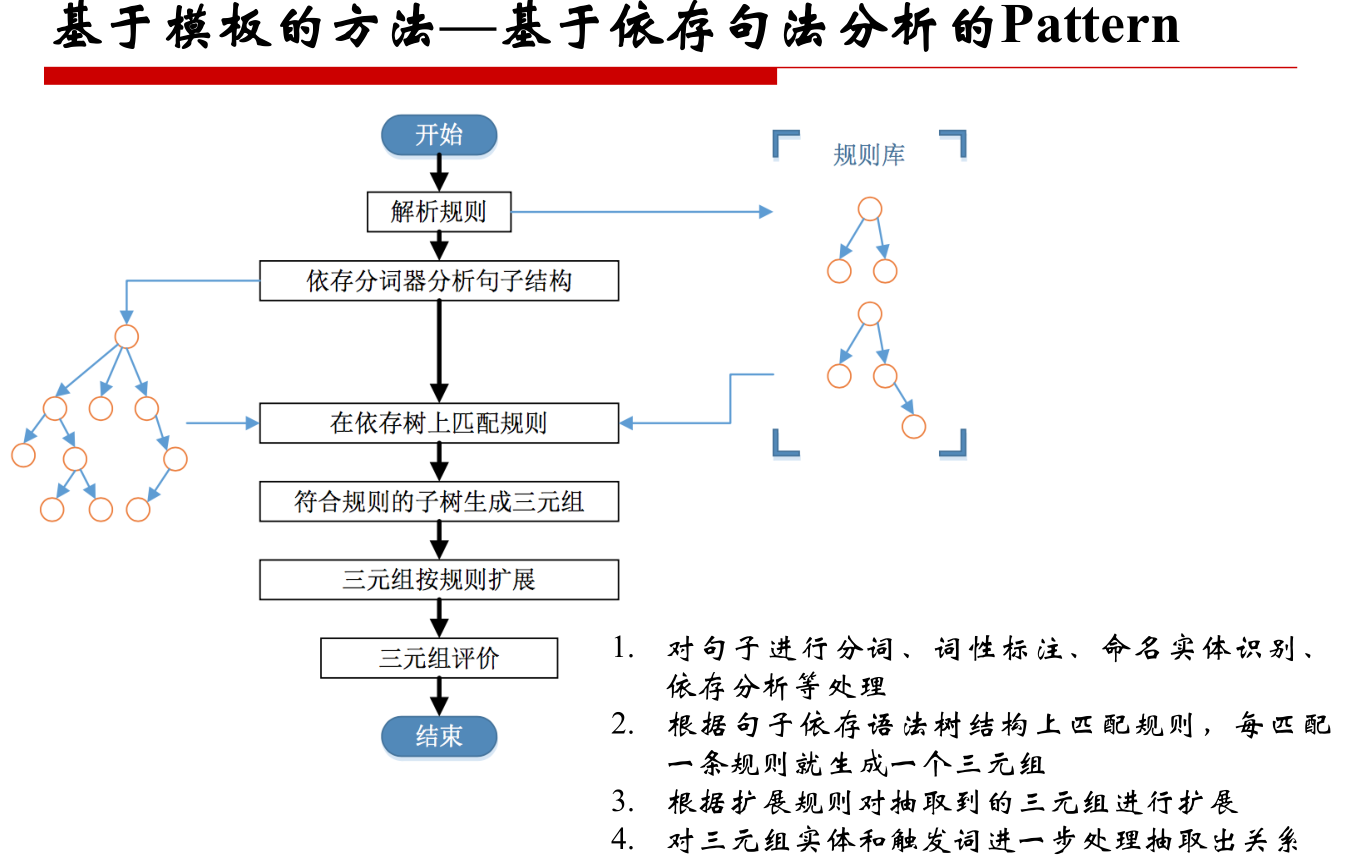 基于模板的方法—基于依存句法分析的Pattern
开始
规则库
解析规则
依存分词器分析句子结构
在依存树上匹配规则
符合规则的子树生成三元组
三元组按规则扩展
三元组评价
结束
1. 对句子进行分词、词性标注、命名实体识别、
依存分析等处理
2. 根据句子依存语法树结构上匹配规则，每匹配
一条规则就生成一个三元组
3. 根据扩展规则对抽取到的三元组进行扩展
4. 对三元组实体和触发词进一步处理抽取出关系